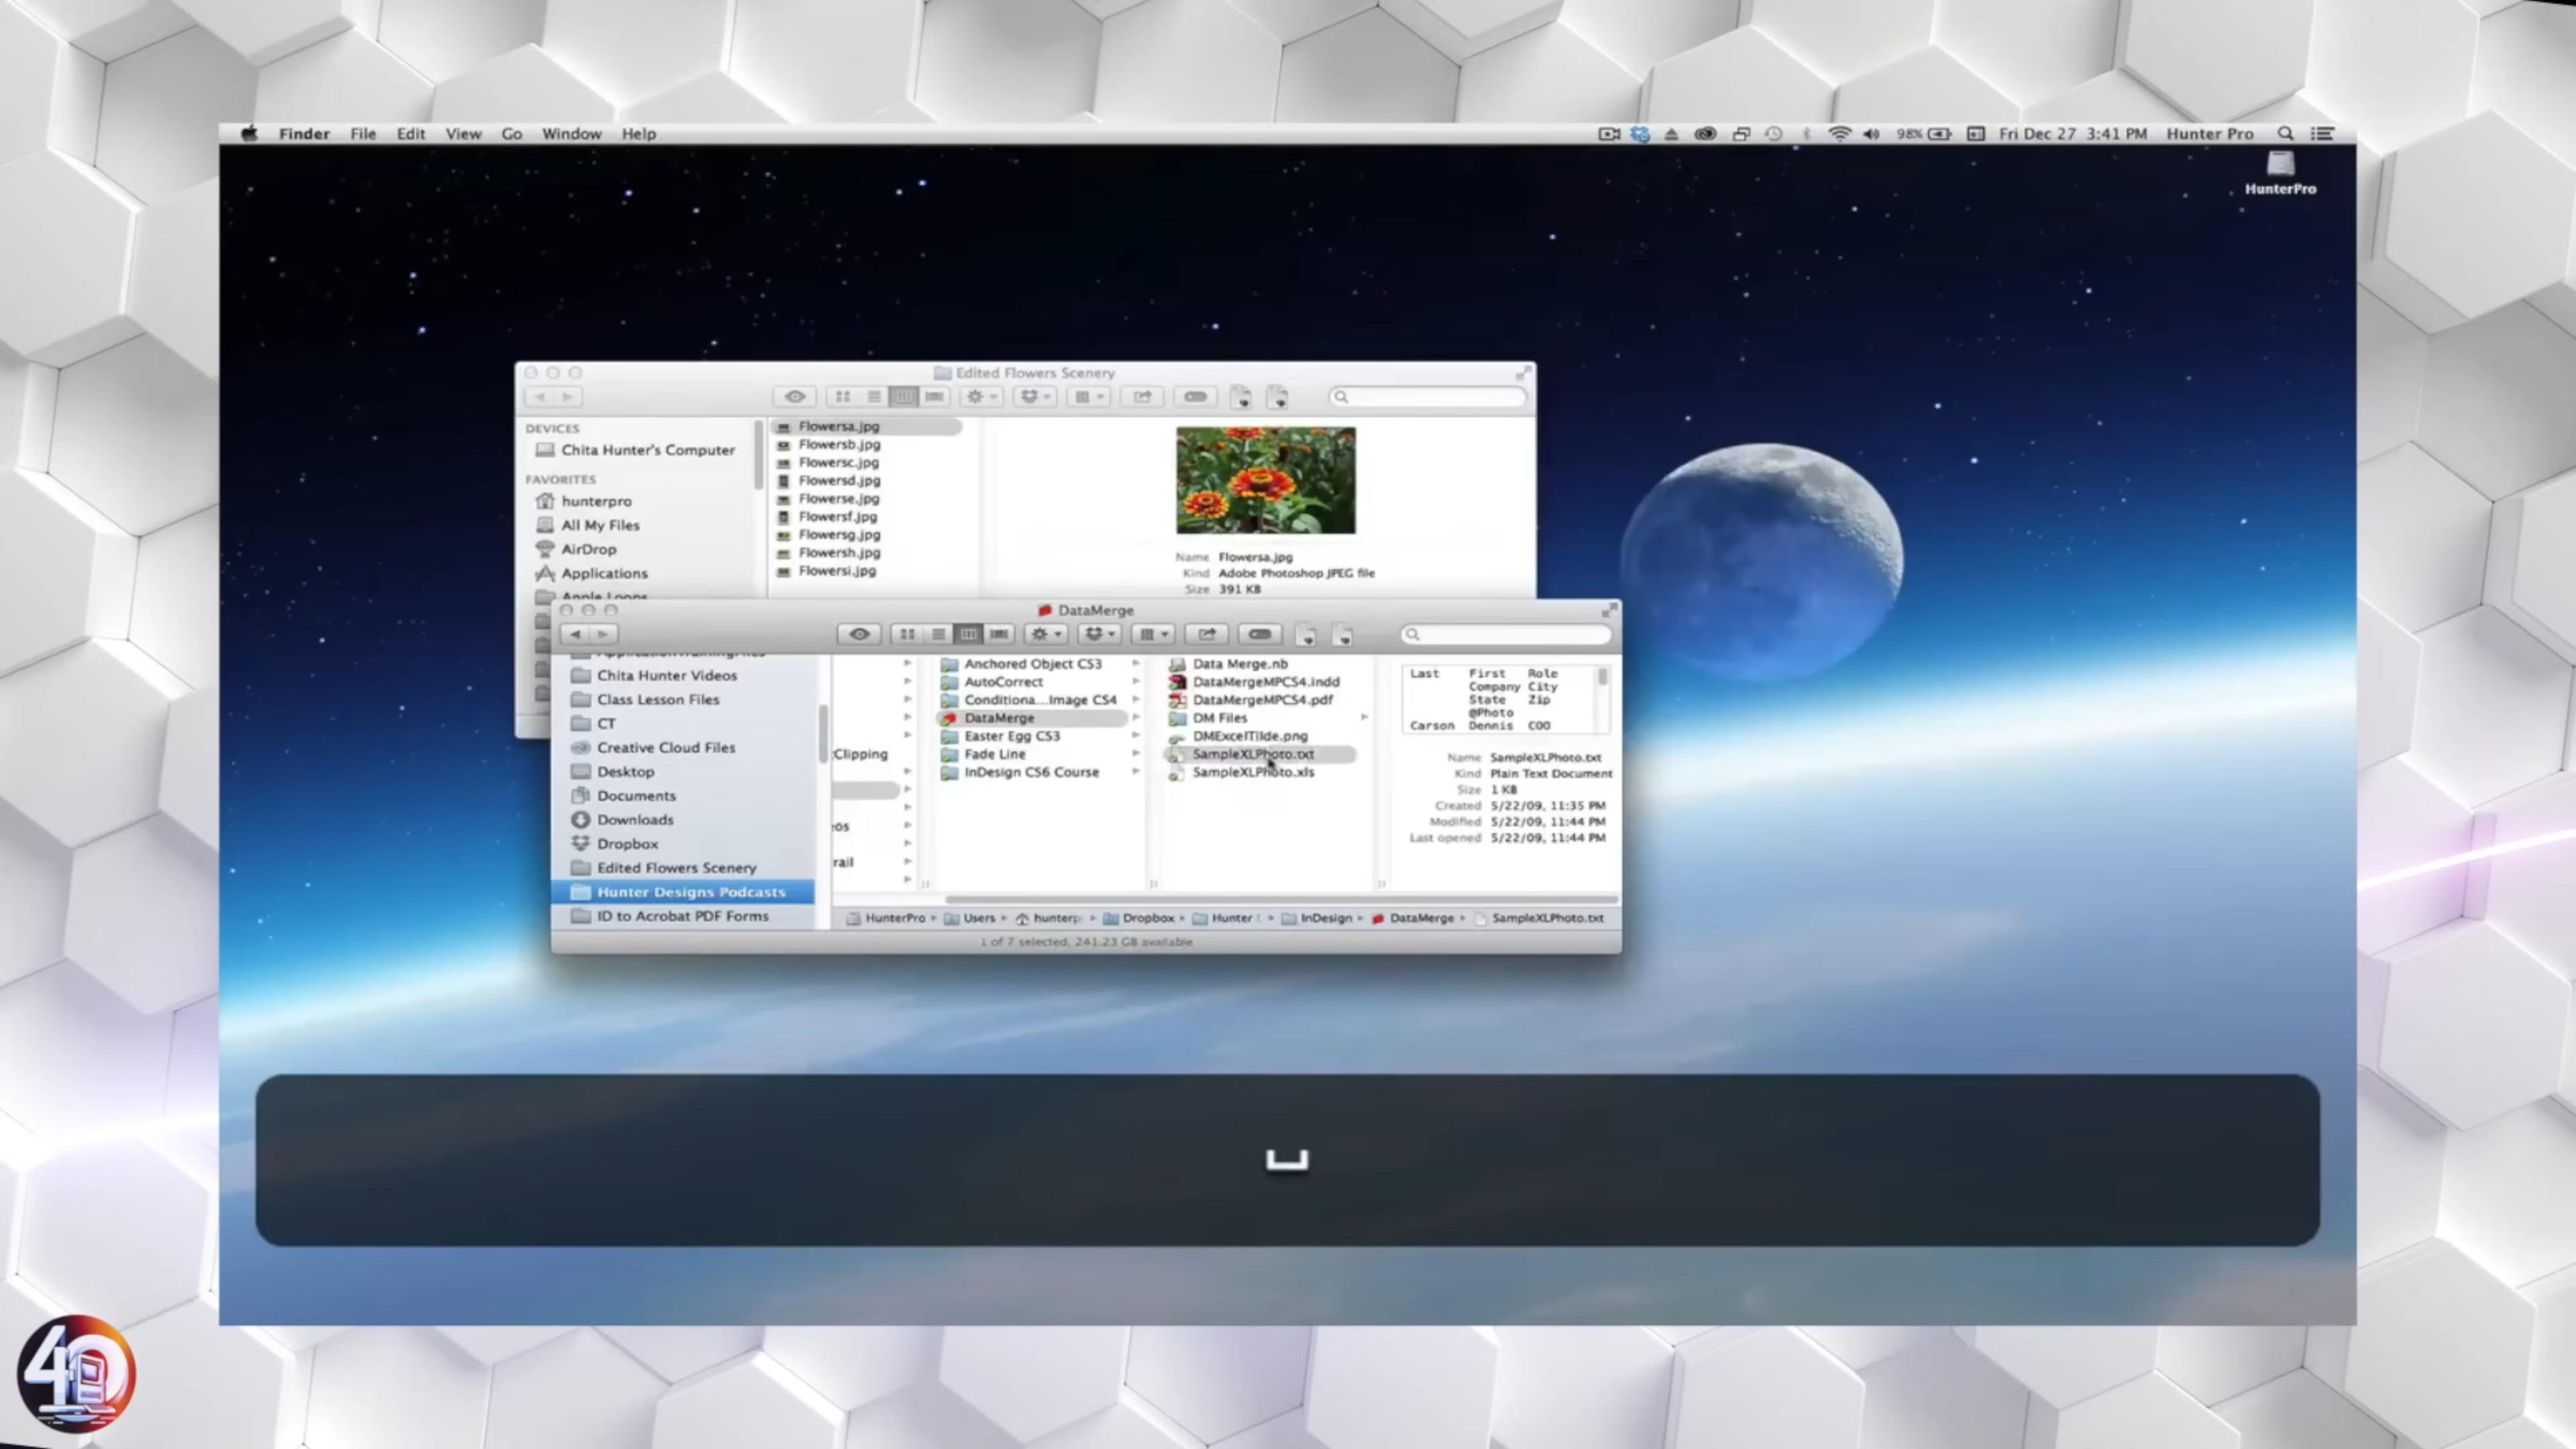 Finder File Edit View Go Window Help
98% Fri Dec 27 3:41 PM Hunter Pro
HunterPro
Edited Flowers Scenery
DEVICES
Chita Hunter's Computer
FAVORITES
hunterpro
All My Files
AirDrop
Applications
Apple Loops
Flowersa.jpg
Flowersb.jpg
Flowersc.jpg
Flowersd.jpg
Flowerse.jpg
Flowersf.jpg
Flowersg.jpg
Flowersh.jpg
Flowersi.jpg
Name Flowersa.jpg
Kind Adobe Photoshop JPEG file
Size 391 KB
DataMerge
Chita Hunter Videos
Class Lesson Files
CT
Creative Cloud Files
Desktop
Documents
Downloads
Dropbox
Edited Flowers Scenery
Hunter Designs Podcasts
ID to Acrobat PDF Forms
Clipping
os
rail
Anchored Object CS3
AutoCorrect
Conditiona...Image CS4
DataMerge
Easter Egg CS3
Fade Line
InDesign CS6 Course
Data Merge.nb
DataMergeMPCS4.indd
DataMergeMPCS4.pdf
DM Files
DMExcelTilde.png
SampleXLPhoto.txt
SampleXLPhoto.xls
Last First Role
Company City
State Zip
@Photo
Carson Dennis COO
Name SampleXLPhoto.txt
Kind Plain Text Document
Size 1 KB
Created 5/22/09, 11:35 PM
Modified 5/22/09, 11:44 PM
Last opened 5/22/09, 11:44 PM
HunterPro Users hunterp Dropbox Hunter InDesign DataMerge SampleXLPhoto.txt
1 of 7 selected, 241.23 GB available
40